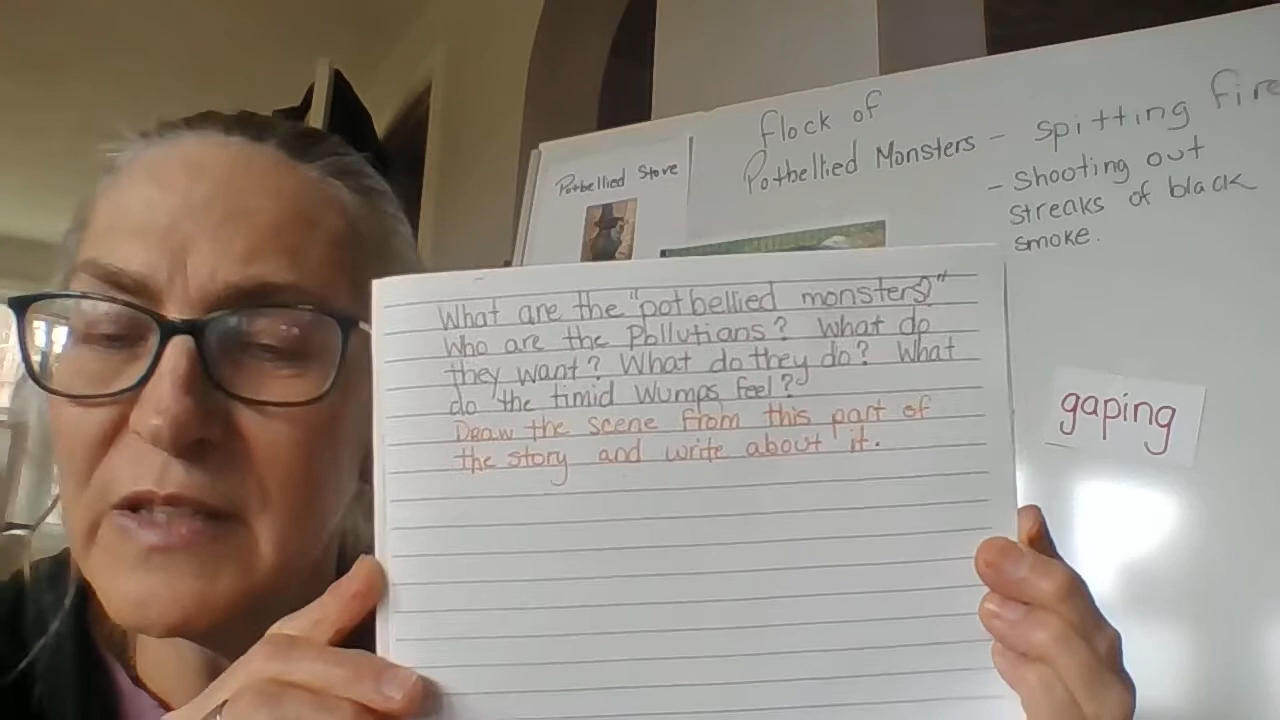 Potbellied Stove
flock of
Potbellied Monsters - spitting fire
- Shooting out
streaks of black
smoke.
What are the "potbellied monsters?"
Who are the Pollutians? What do
they want? What do they do? What
do the timid Wumps feel?
Draw the scene from this part of
the story and write about it.
gaping